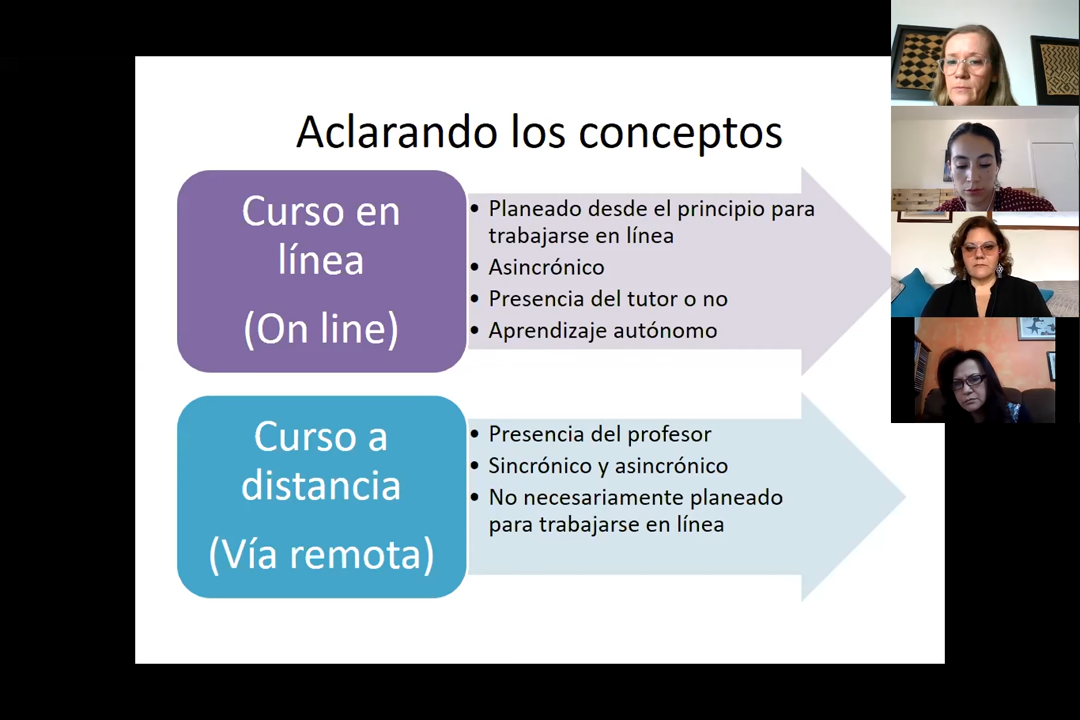 Aclarando los conceptos
Curso en
línea
(On line)
• Planeado desde el principio para
trabajarse en línea
• Asincrónico
• Presencia del tutor o no
• Aprendizaje autónomo
Curso a
distancia
(Vía remota)
• Presencia del profesor
• Sincrónico y asincrónico
• No necesariamente planeado
para trabajarse en línea